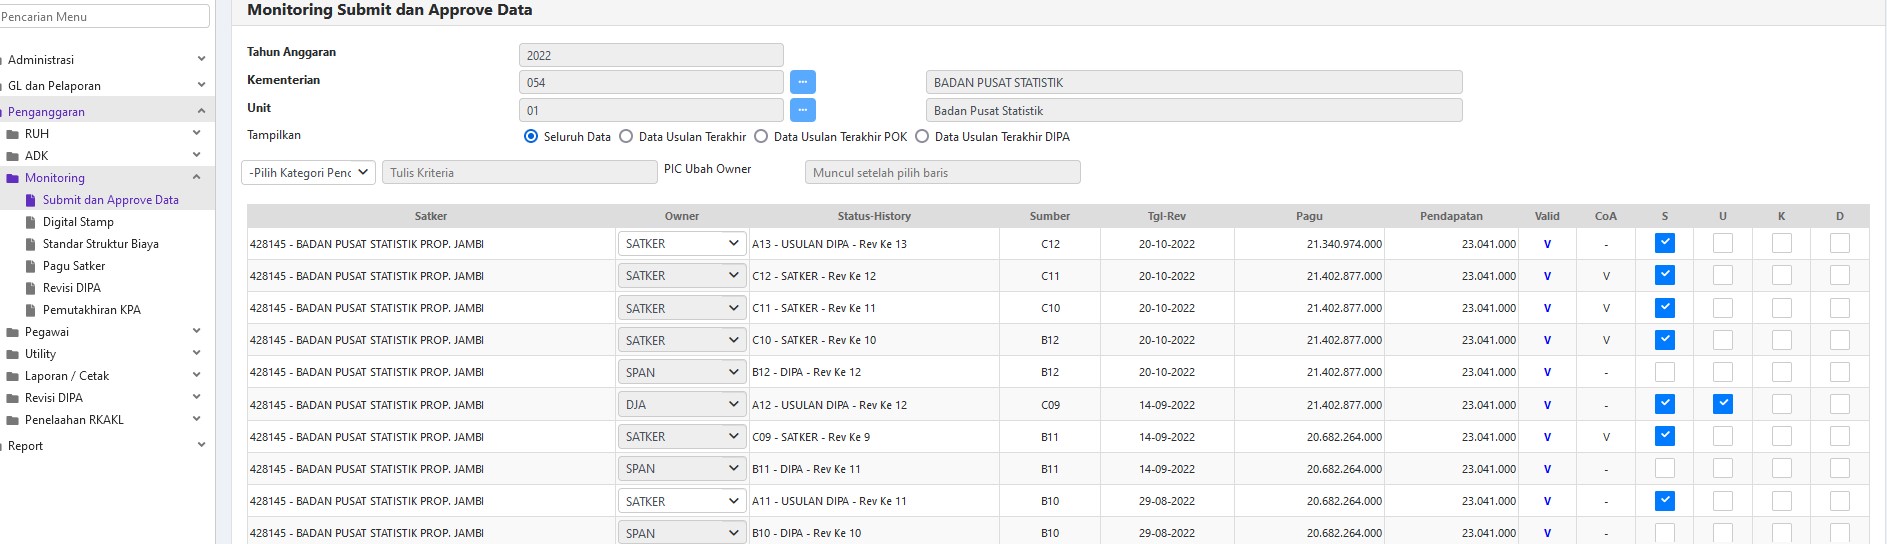 Monitoring Submit dan Approve Data
Pencarian Menu
Administrasi
GL dan Pelaporan
Penganggaran
RUH
ADK
Monitoring
Submit dan Approve Data
Digital Stamp
Standar Struktur Biaya
Pagu Satker
Revisi DIPA
Pemutakhiran KPA
Pegawai
Utility
Laporan / Cetak
Revisi DIPA
Penelaahan RKAKL
Report
Tahun Anggaran 2022
Kementerian 054 ... BADAN PUSAT STATISTIK
Unit 01 ... Badan Pusat Statistik
Tampilkan Seluruh Data Data Usulan Terakhir Data Usulan Terakhir POK Data Usulan Terakhir DIPA
-Pilih Kategori Penc Tulis Kriteria PIC Ubah Owner Muncul setelah pilih baris
Satker Owner Status-History Sumber Tgl-Rev Pagu Pendapatan Valid CoA S U K D
428145 - BADAN PUSAT STATISTIK PROP. JAMBI SATKER A13 - USULAN DIPA - Rev Ke 13 C12 20-10-2022 21.340.974.000 23.041.000 V -
428145 - BADAN PUSAT STATISTIK PROP. JAMBI SATKER C12 - SATKER - Rev Ke 12 C11 20-10-2022 21.402.877.000 23.041.000 V V
428145 - BADAN PUSAT STATISTIK PROP. JAMBI SATKER C11 - SATKER - Rev Ke 11 C10 20-10-2022 21.402.877.000 23.041.000 V V
428145 - BADAN PUSAT STATISTIK PROP. JAMBI SATKER C10 - SATKER - Rev Ke 10 B12 20-10-2022 21.402.877.000 23.041.000 V V
428145 - BADAN PUSAT STATISTIK PROP. JAMBI SPAN B12 - DIPA - Rev Ke 12 B12 20-10-2022 21.402.877.000 23.041.000 V -
428145 - BADAN PUSAT STATISTIK PROP. JAMBI DJA A12 - USULAN DIPA - Rev Ke 12 C09 14-09-2022 21.402.877.000 23.041.000 V -
428145 - BADAN PUSAT STATISTIK PROP. JAMBI SATKER C09 - SATKER - Rev Ke 9 B11 14-09-2022 20.682.264.000 23.041.000 V V
428145 - BADAN PUSAT STATISTIK PROP. JAMBI SPAN B11 - DIPA - Rev Ke 11 B11 14-09-2022 20.682.264.000 23.041.000 V -
428145 - BADAN PUSAT STATISTIK PROP. JAMBI SATKER A11 - USULAN DIPA - Rev Ke 11 B10 29-08-2022 20.682.264.000 23.041.000 V -
428145 - BADAN PUSAT STATISTIK PROP. JAMBI SPAN B10 - DIPA - Rev Ke 10 B10 29-08-2022 20.682.264.000 23.041.000 V -